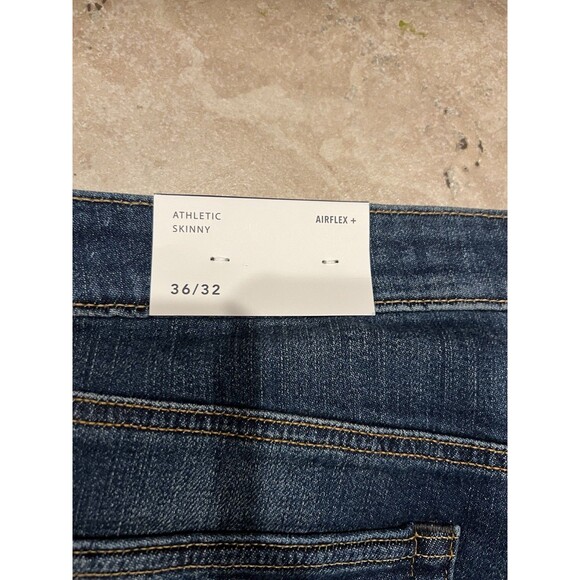 ATHLETIC
SKINNY
AIRFLEX +
36/32